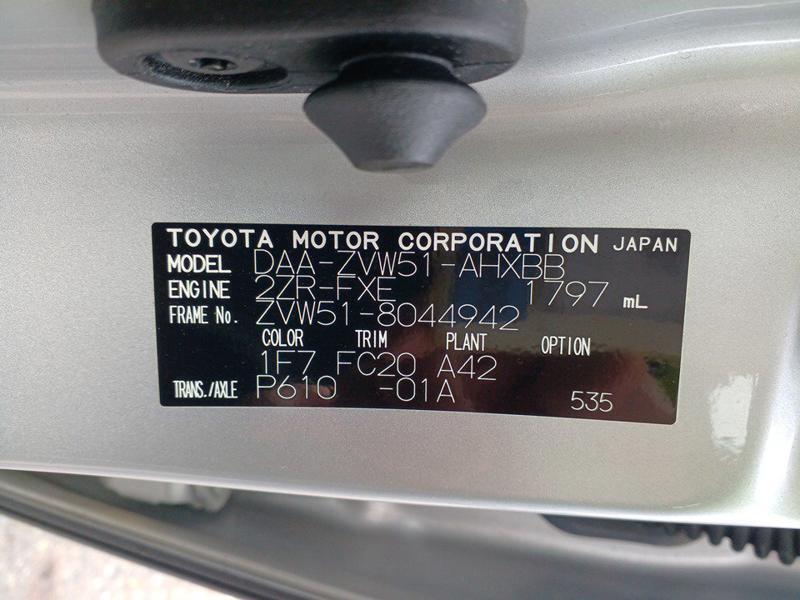 TOYOTA MOTOR CORPORATION JAPAN
MODEL DAA-ZVW51-AHXBB
ENGINE 2ZR-FXE 1797 mL
FRAME No. ZVW51-8044942
COLOR TRIM PLANT OPTION
1F7 FC20 A42
TRANS./AXLE P610 -01A 535